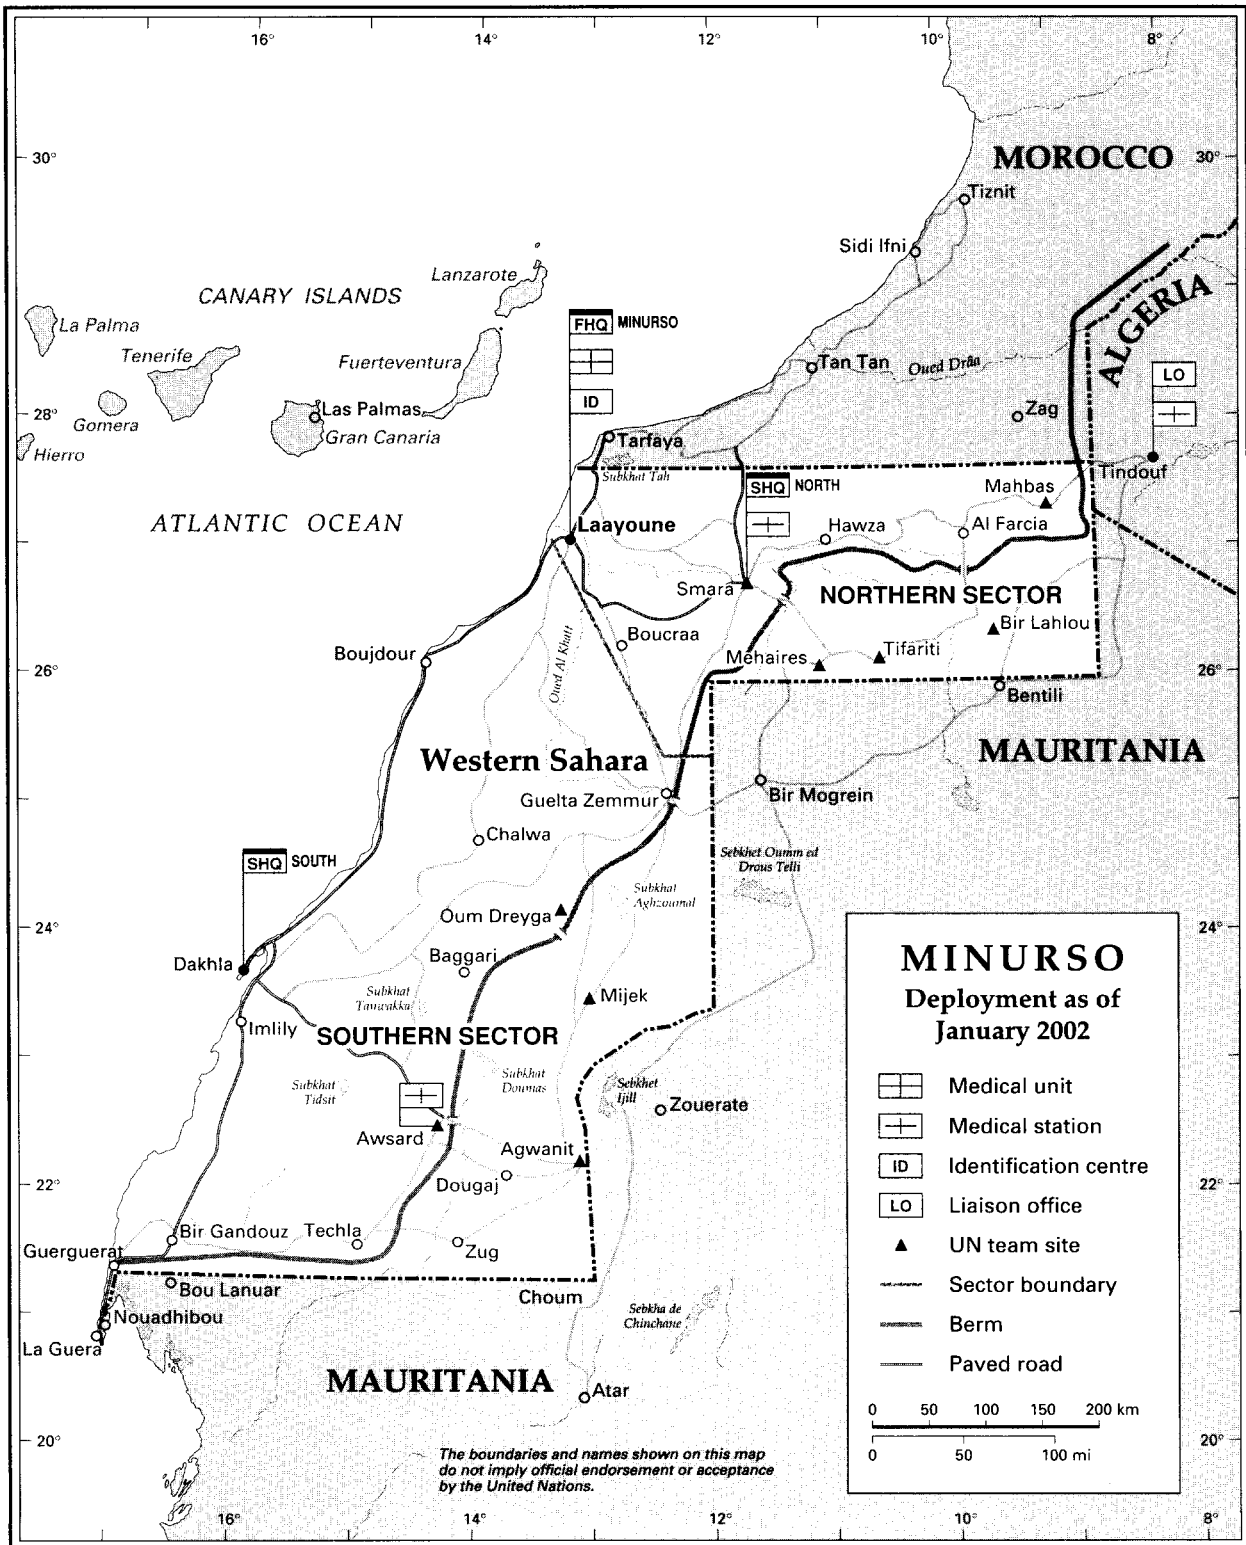 16°
14°
12°
10°
8°
30°
MOROCCO
30°
Tiznit
Sidi Ifni
Lanzarote
CANARY ISLANDS
ALGERIA
FHQ MINURSO
La Palma
Tenerife
Fuerteventura
Tan Tan
Oued Drâa
LO
ID
28°
Las Palmas
Zag
28°
Gomera
Gran Canaria
Tarfaya
Hierro
Subkhat Tah
Tindouf
SHQ NORTH
Mahbas
ATLANTIC OCEAN
Laayoune
Hawza
Al Farcia
Smara
NORTHERN SECTOR
Bir Lahlou
Boucraa
Boujdour
Oued Al Khatt
Mehaires
Tifariti
26°
26°
Bentili
Western Sahara
MAURITANIA
Guelta Zemmur
Bir Mogrein
Chalwa
SHQ SOUTH
Sebkhet Oumm ed
Drous Telli
Subkhat
Aghzoumal
Oum Dreyga
24°
24°
Baggari
Dakhla
Subkhat
Tanwakka
Mijek
Imlily
SOUTHERN SECTOR
Subkhat
Tidsit
Subkhat
Doumas
Sebkhet
Ijill
Zouerate
Awsard
Agwanit
22°
Dougaj
22°
Bir Gandouz
Techla
Zug
Guerguerat
Bou Lanuar
Choum
Nouadhibou
Sebkha de
Chinchane
La Guera
MAURITANIA
Atar
20°
20°
The boundaries and names shown on this map
do not imply official endorsement or acceptance
by the United Nations.
MINURSO
Deployment as of
January 2002
Medical unit
Medical station
ID Identification centre
LO Liaison office
UN team site
Sector boundary
Berm
Paved road
0 50 100 150 200 km
0 50 100 mi
16°
14°
12°
10°
8°